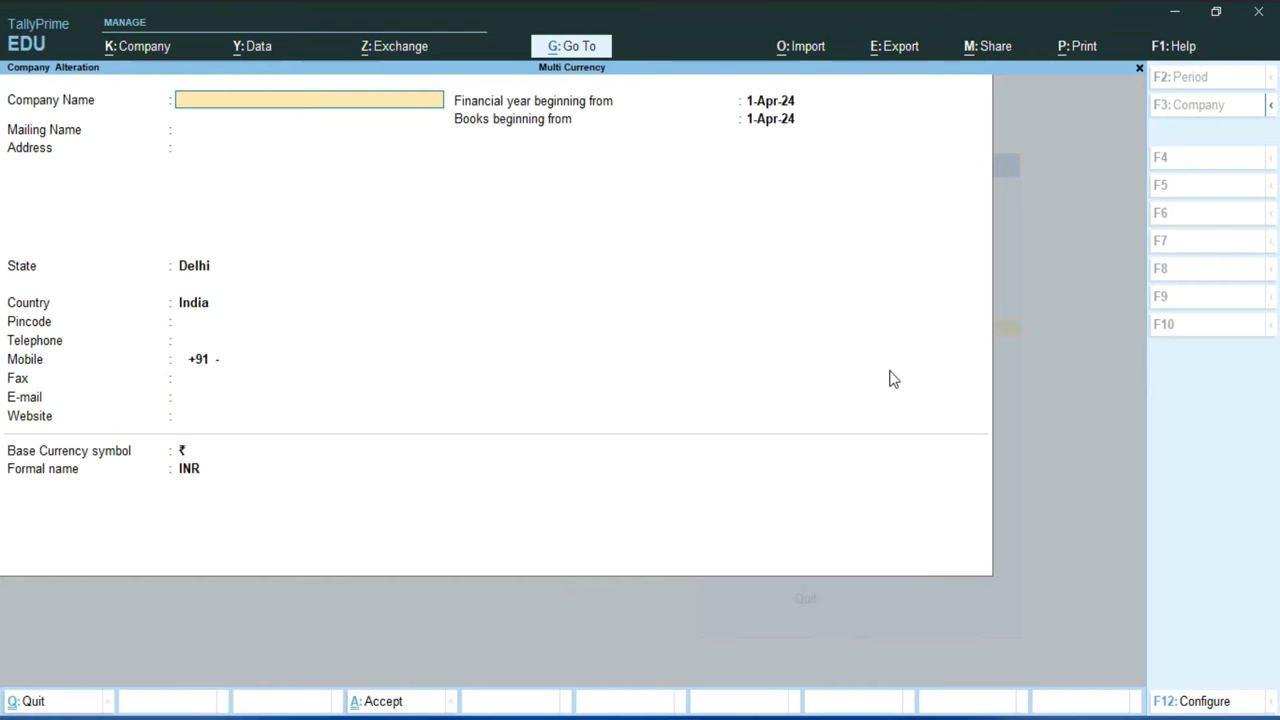 TallyPrime
EDU
MANAGE
K: Company
Y: Data
Z: Exchange
G: Go To
O: Import
E: Export
M: Share
P: Print
F1: Help
Company Alteration
Multi Currency
×
F2: Period
F3: Company
F4
F5
F6
F7
F8
F9
F10
Company Name :
Financial year beginning from : 1-Apr-24
Books beginning from : 1-Apr-24
Mailing Name :
Address :
State : Delhi
Country : India
Pincode :
Telephone :
Mobile : +91 -
Fax :
E-mail :
Website :
Base Currency symbol : ₹
Formal name : INR
Quit
Q: Quit
A: Accept
F12: Configure